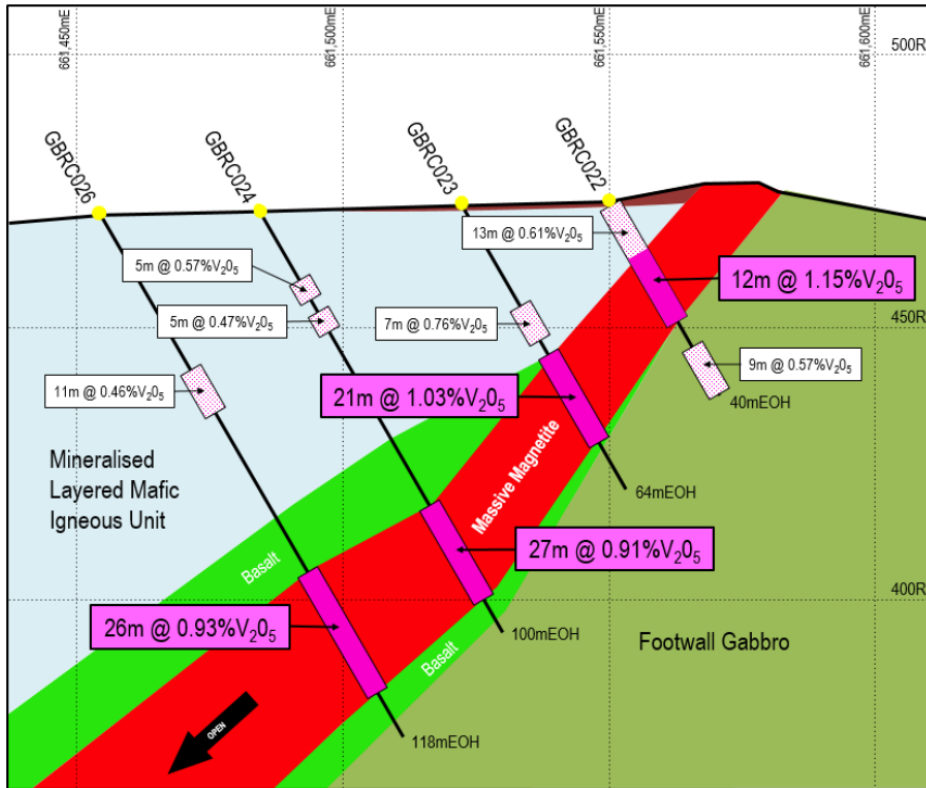 661,450mE
661,500mE
661,550mE
661,600mE
500R
GBRC026
GBRC024
GBRC023
GBRC022
13m @ 0.61%V₂0₅
5m @ 0.57%V₂0₅
12m @ 1.15%V₂0₅
5m @ 0.47%V₂0₅
7m @ 0.76%V₂0₅
450R
9m @ 0.57%V₂0₅
11m @ 0.46%V₂0₅
21m @ 1.03%V₂0₅
40mEOH
Mineralised
Layered Mafic
Igneous Unit
Massive Magnetite
64mEOH
27m @ 0.91%V₂0₅
Basalt
400R
26m @ 0.93%V₂0₅
100mEOH
Footwall Gabbro
Basalt
OPEN
118mEOH